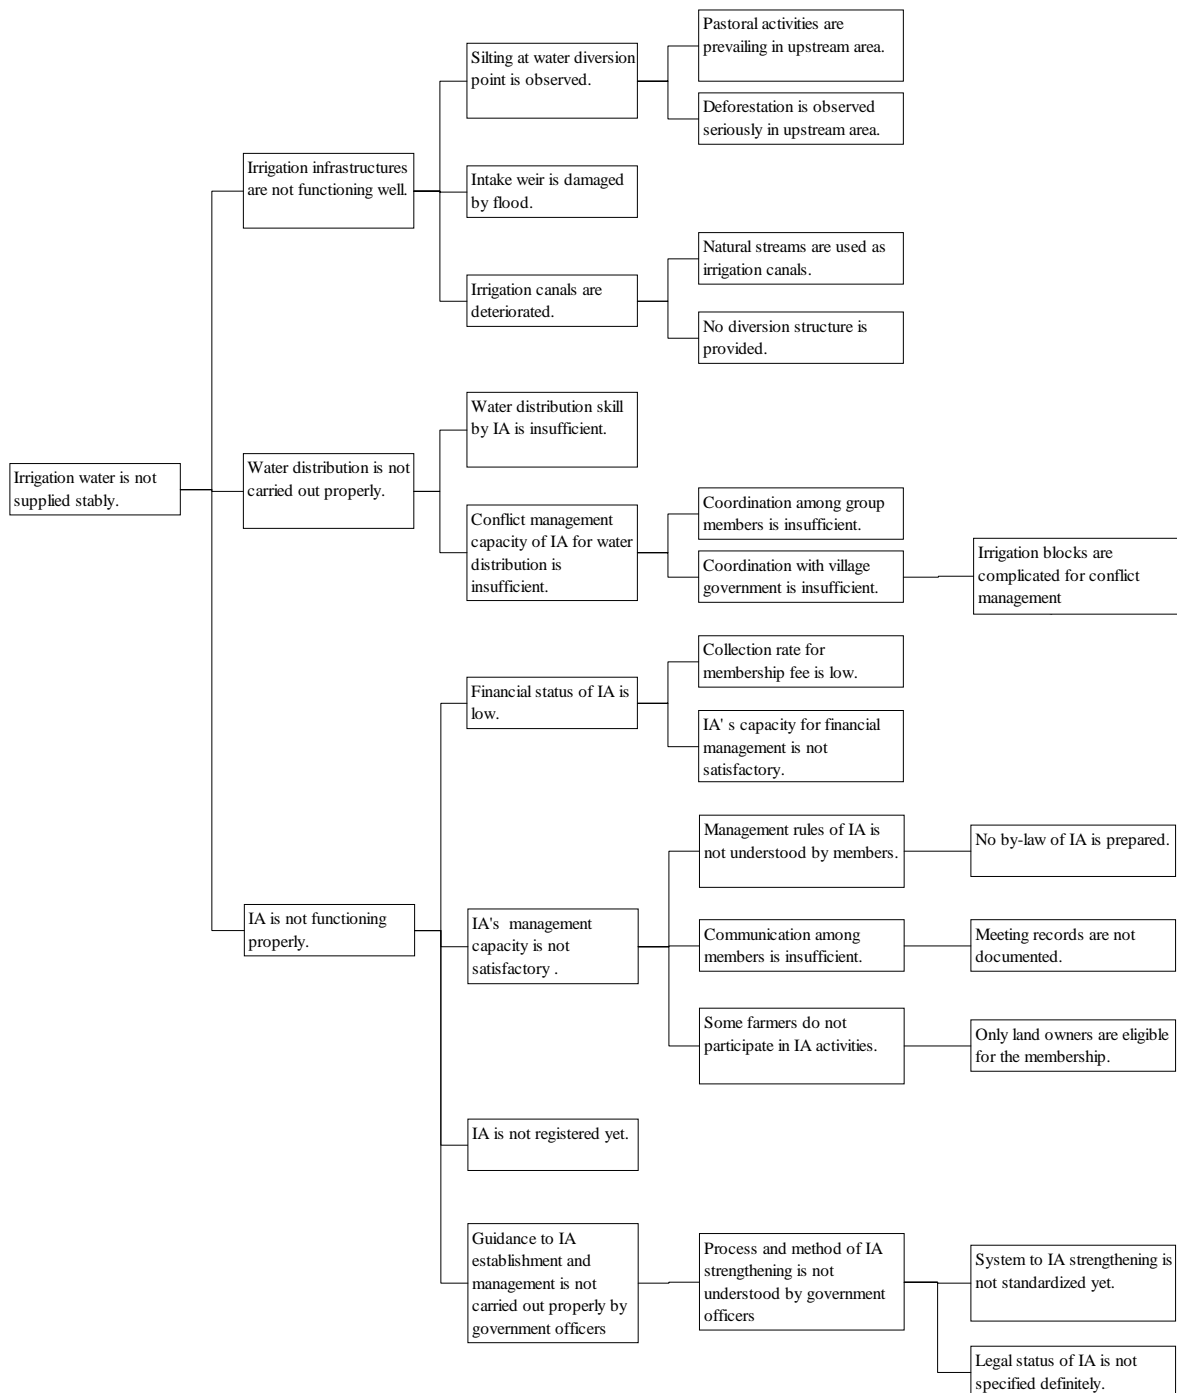 Pastoral activities are
prevailing in upstream area.
Silting at water diversion
point is observed.
Deforestation is observed
seriously in upstream area.
Irrigation infrastructures
are not functioning well.
Intake weir is damaged
by flood.
Natural streams are used as
irrigation canals.
Irrigation canals are
deteriorated.
No diversion structure is
provided.
Water distribution skill
by IA is insufficient.
Irrigation water is not
supplied stably.
Water distribution is not
carried out properly.
Coordination among group
members is insufficient.
Conflict management
capacity of IA for water
distribution is
insufficient.
Coordination with village
government is insufficient.
Irrigation blocks are
complicated for conflict
management
Collection rate for
membership fee is low.
Financial status of IA is
low.
IA' s capacity for financial
management is not
satisfactory.
Management rules of IA is
not understood by members.
No by-law of IA is prepared.
IA is not functioning
properly.
IA's management
capacity is not
satisfactory .
Communication among
members is insufficient.
Meeting records are not
documented.
Some farmers do not
participate in IA activities.
Only land owners are eligible
for the membership.
IA is not registered yet.
Guidance to IA
establishment and
management is not
carried out properly by
government officers
Process and method of IA
strengthening is not
understood by government
officers
System to IA strengthening is
not standardized yet.
Legal status of IA is not
specified definitely.